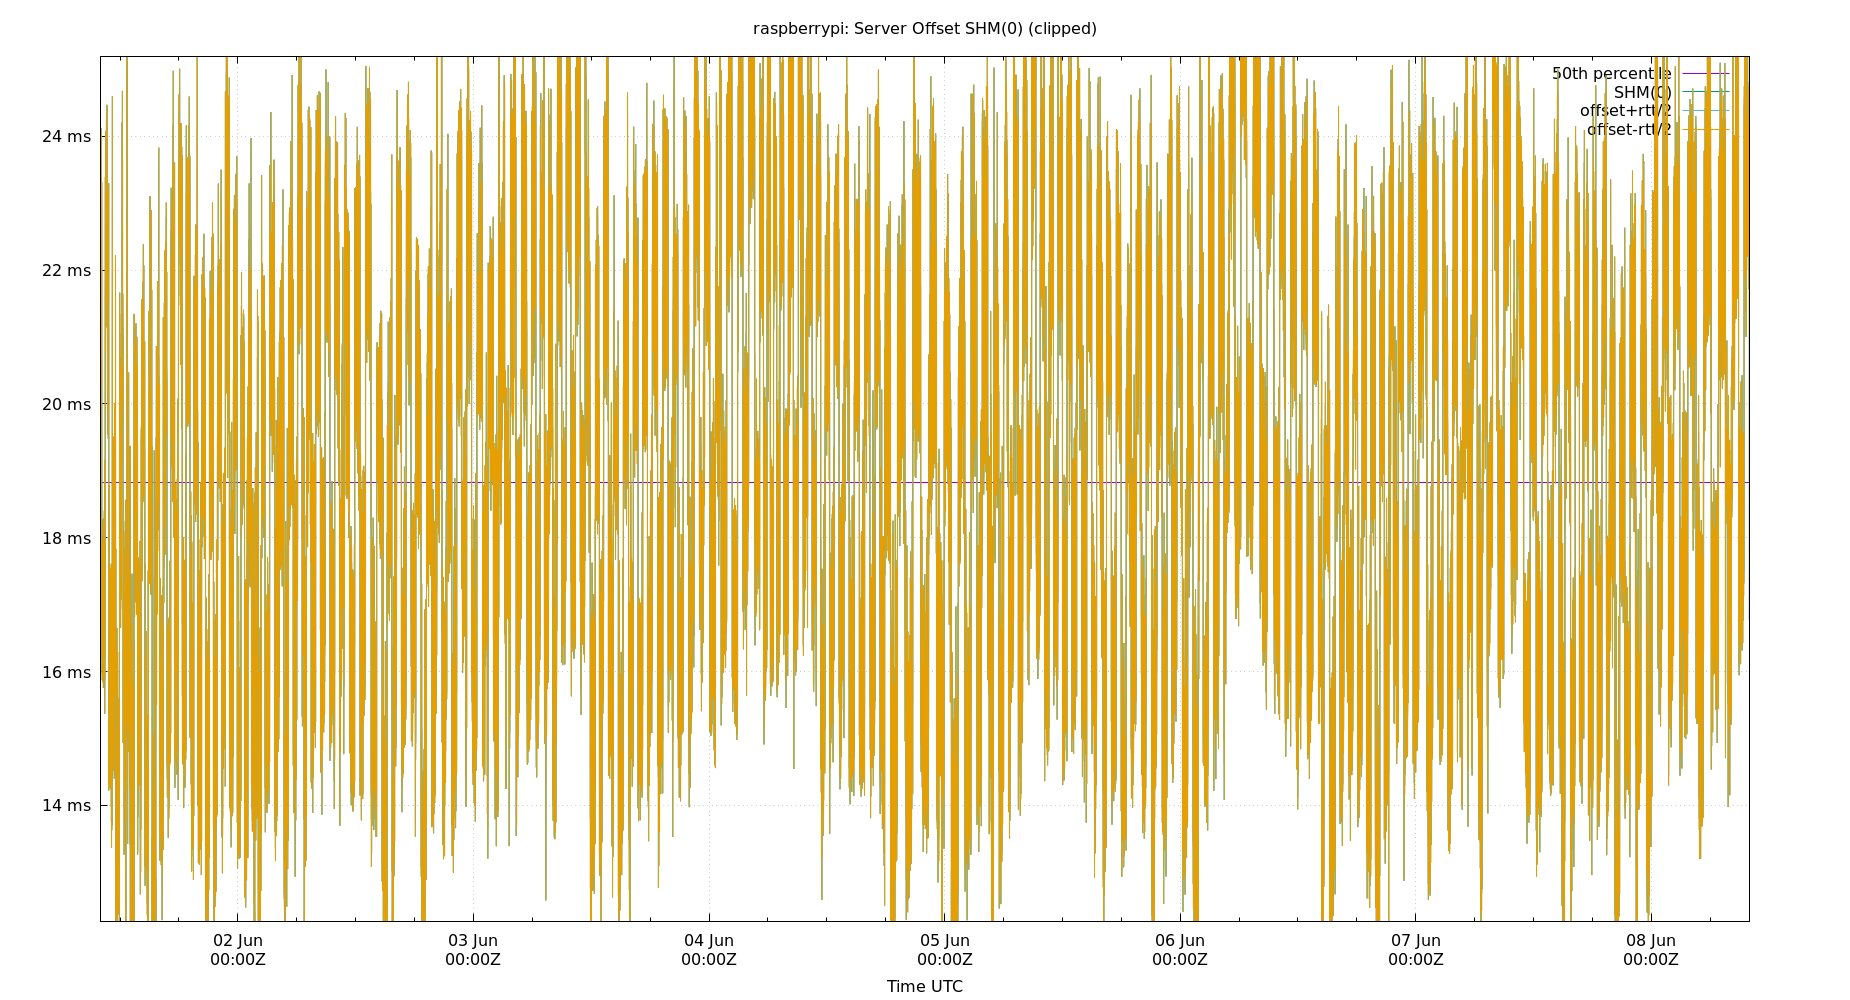 raspberrypi: Server Offset SHM(0) (clipped)
50th percentile
SHM(0)
offset+rtt/2
offset-rtt/2
24 ms
22 ms
20 ms
18 ms
16 ms
14 ms
02 Jun
00:00Z
03 Jun
00:00Z
04 Jun
00:00Z
05 Jun
00:00Z
06 Jun
00:00Z
07 Jun
00:00Z
08 Jun
00:00Z
Time UTC